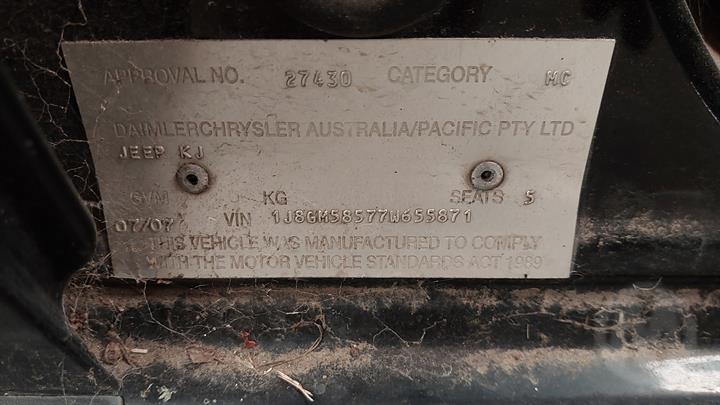 APPROVAL NO. 27430 CATEGORY MC
DAIMLERCHRYSLER AUSTRALIA/PACIFIC PTY LTD
JEEP KJ
GVM KG SEATS 5
07/07 VIN 1J8GM58577W655871
THIS VEHICLE WAS MANUFACTURED TO COMPLY
WITH THE MOTOR VEHICLE STANDARDS ACT 1989